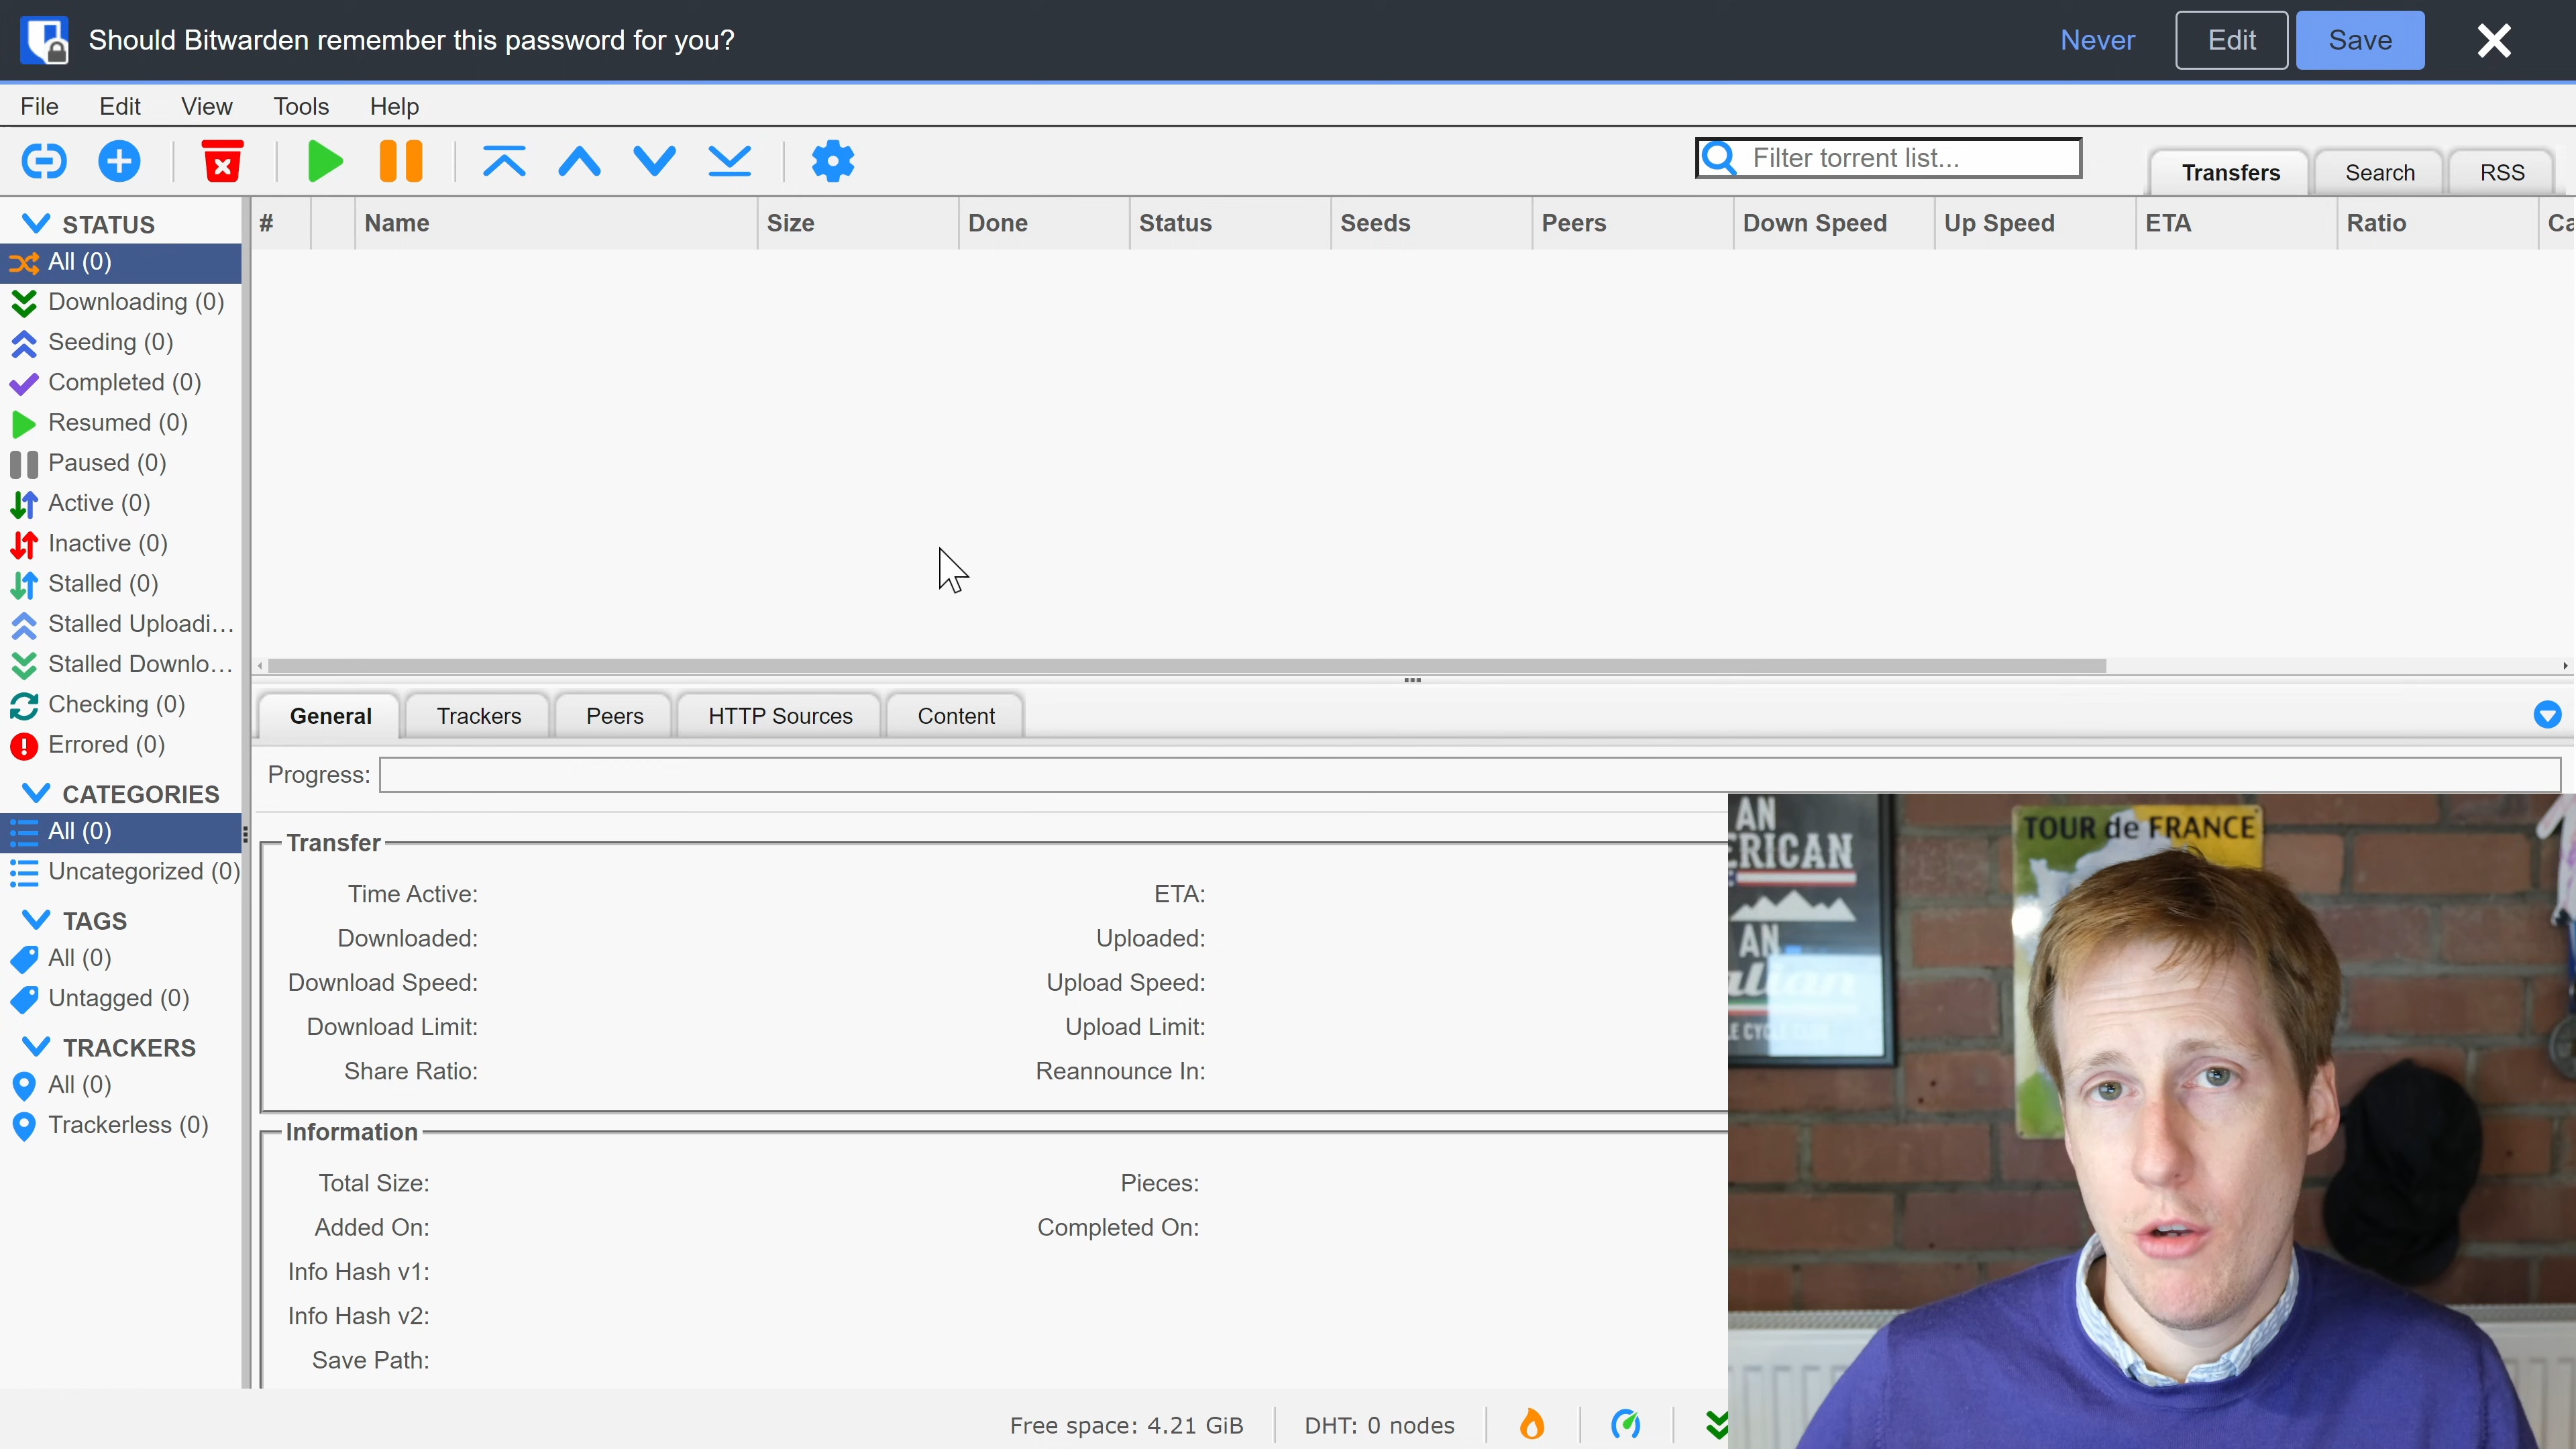 Should Bitwarden remember this password for you?
Never
Edit
Save
File
Edit
View
Tools
Help
Filter torrent list...
Transfers
Search
RSS
STATUS
All (0)
Downloading (0)
Seeding (0)
Completed (0)
Resumed (0)
Paused (0)
Active (0)
Inactive (0)
Stalled (0)
Stalled Uploadi...
Stalled Downlo...
Checking (0)
Errored (0)
CATEGORIES
All (0)
Uncategorized (0)
TAGS
All (0)
Untagged (0)
TRACKERS
All (0)
Trackerless (0)
# Name Size Done Status Seeds Peers Down Speed Up Speed ETA Ratio Ca
General
Trackers
Peers
HTTP Sources
Content
Progress:
Transfer
Time Active:
ETA:
Downloaded:
Uploaded:
Download Speed:
Upload Speed:
Download Limit:
Upload Limit:
Share Ratio:
Reannounce In:
Information
Total Size:
Pieces:
Added On:
Completed On:
Info Hash v1:
Info Hash v2:
Save Path:
Free space: 4.21 GiB
DHT: 0 nodes
AN
ERICAN
AN
alian
TOUR de FRANCE